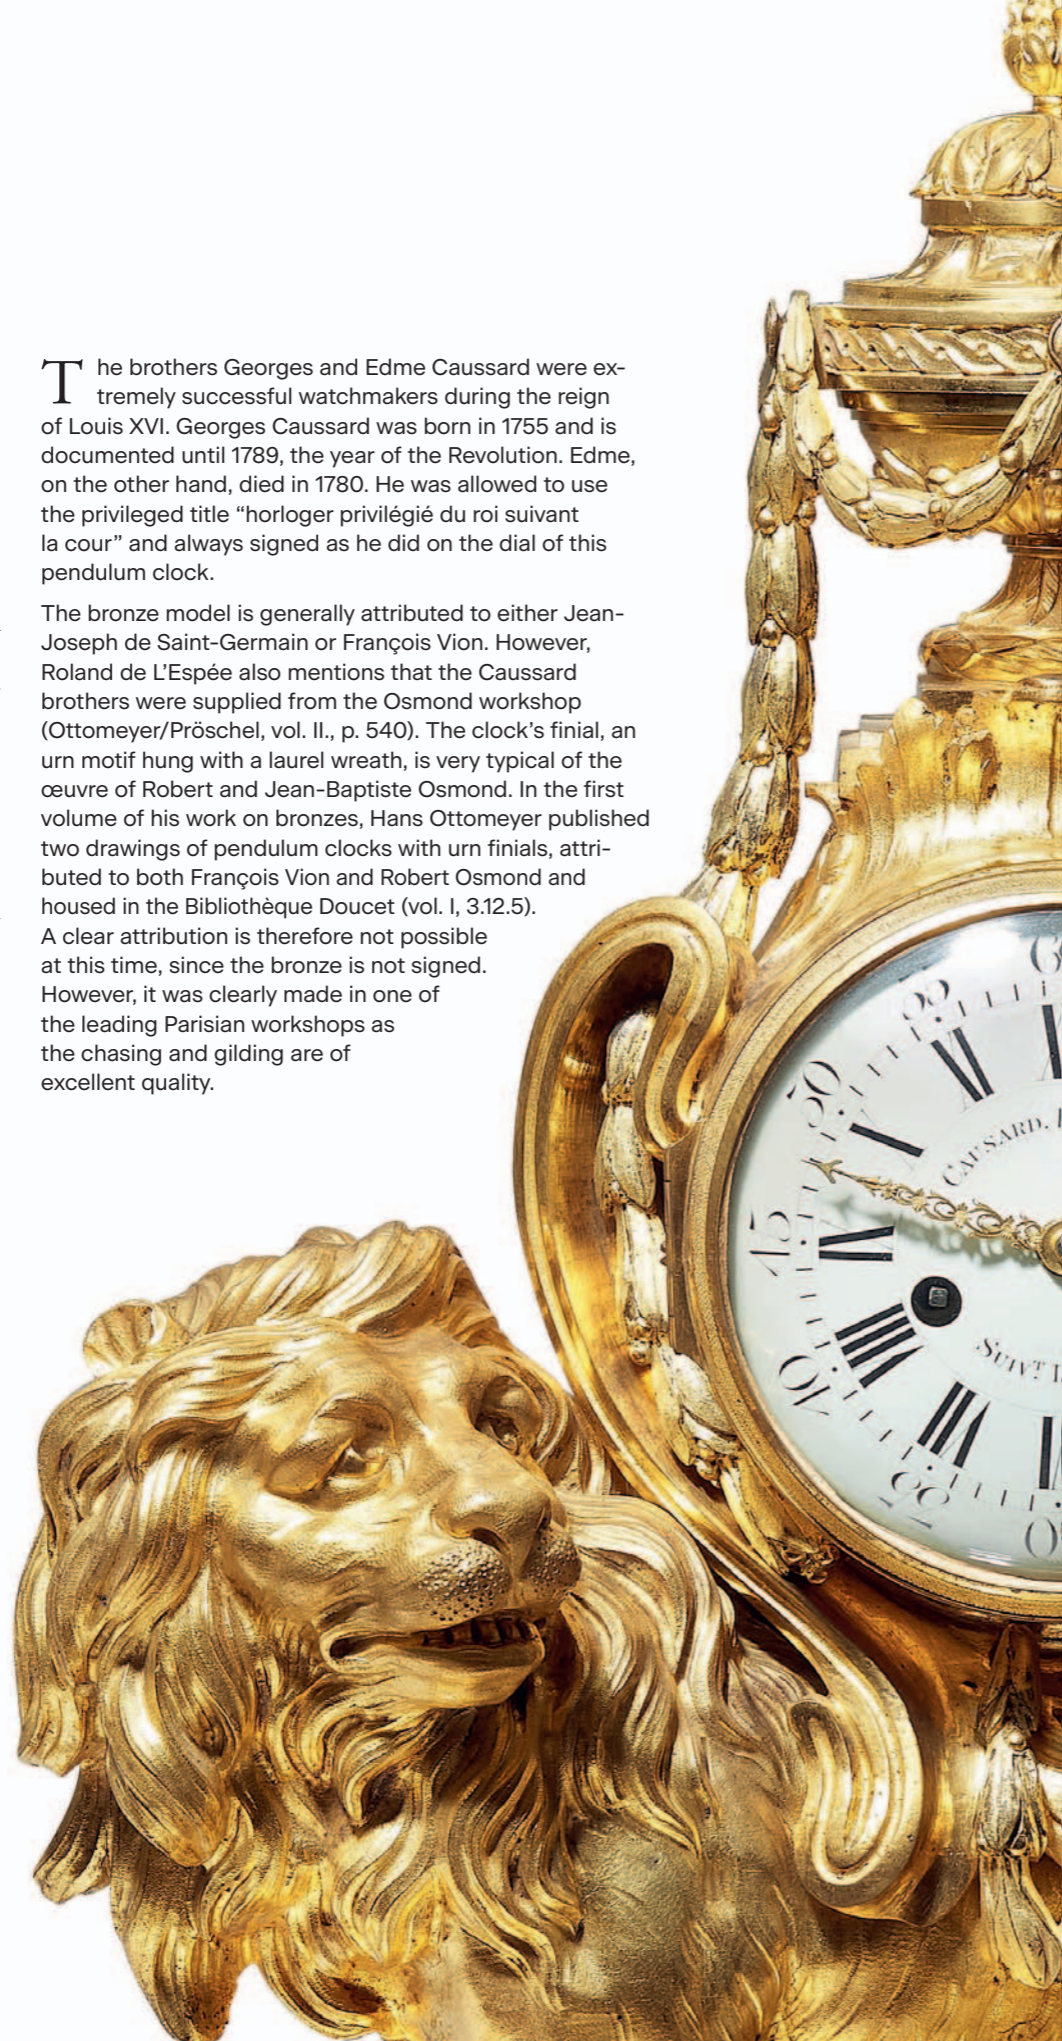 The brothers Georges and Edme Caussard were ex-
tremely successful watchmakers during the reign
of Louis XVI. Georges Caussard was born in 1755 and is
documented until 1789, the year of the Revolution. Edme,
on the other hand, died in 1780. He was allowed to use
the privileged title “horloger privilégié du roi suivant
la cour” and always signed as he did on the dial of this
pendulum clock.
The bronze model is generally attributed to either Jean-
Joseph de Saint-Germain or François Vion. However,
Roland de L’Espée also mentions that the Caussard
brothers were supplied from the Osmond workshop
(Ottomeyer/Pröschel, vol. II., p. 540). The clock’s finial, an
urn motif hung with a laurel wreath, is very typical of the
œuvre of Robert and Jean-Baptiste Osmond. In the first
volume of his work on bronzes, Hans Ottomeyer published
two drawings of pendulum clocks with urn finials, attri-
buted to both François Vion and Robert Osmond and
housed in the Bibliothèque Doucet (vol. I, 3.12.5).
A clear attribution is therefore not possible
at this time, since the bronze is not signed.
However, it was clearly made in one of
the leading Parisian workshops as
the chasing and gilding are of
excellent quality.
XI
X
IX
VIII
VII
CAUSSARD,
SUIVT